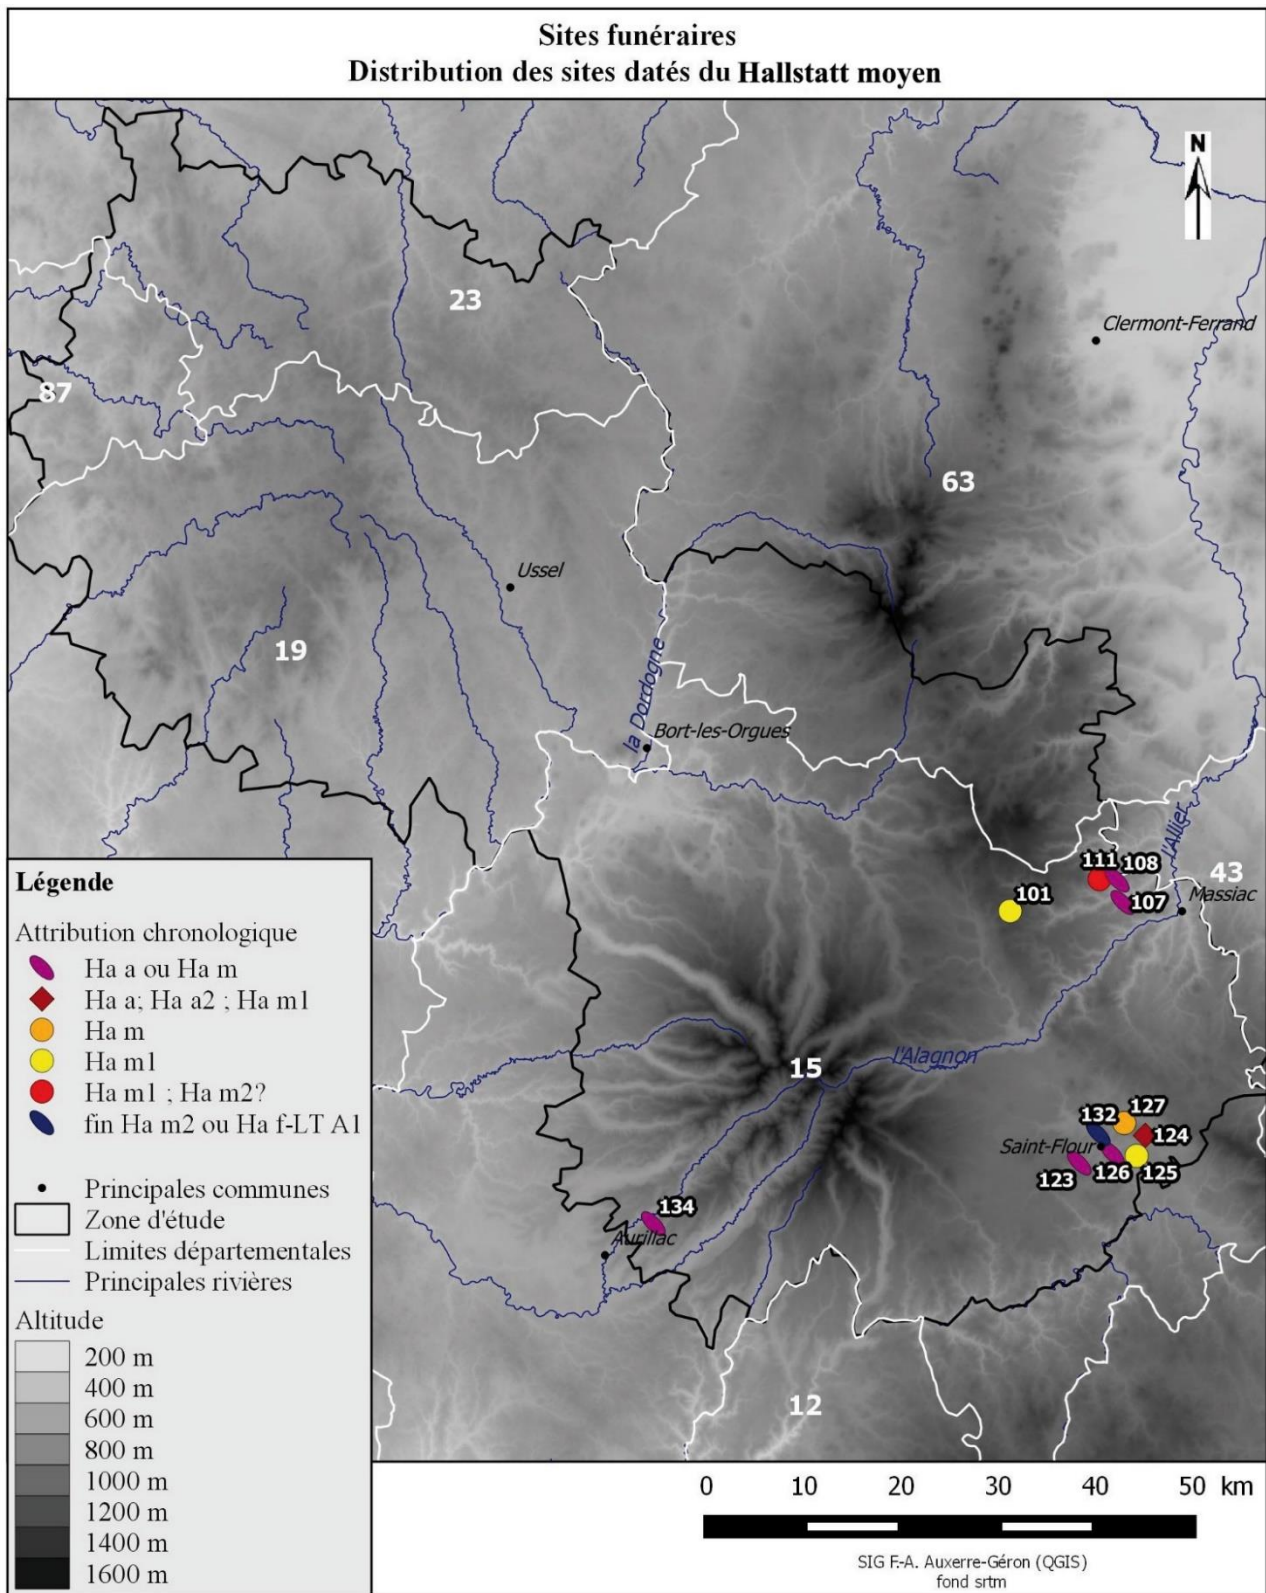 Sites funéraires
Distribution des sites datés du Hallstatt moyen
N
23
Clermont-Ferrand
87
63
Ussel
19
la Dordogne
Bort-les-Orgues
l'Allier
111
108
43
101
107
Massiac
15
l'Alagnon
132
127
Saint-Flour
124
123
126
125
134
Aurillac
12
Légende
Attribution chronologique
Ha a ou Ha m
Ha a; Ha a2 ; Ha m1
Ha m
Ha m1
Ha m1 ; Ha m2?
fin Ha m2 ou Ha f-LT A1
Principales communes
Zone d'étude
Limites départementales
Principales rivières
Altitude
200 m
400 m
600 m
800 m
1000 m
1200 m
1400 m
1600 m
0 10 20 30 40 50 km
SIG F.-A. Auxerre-Géron (QGIS)
fond srtm